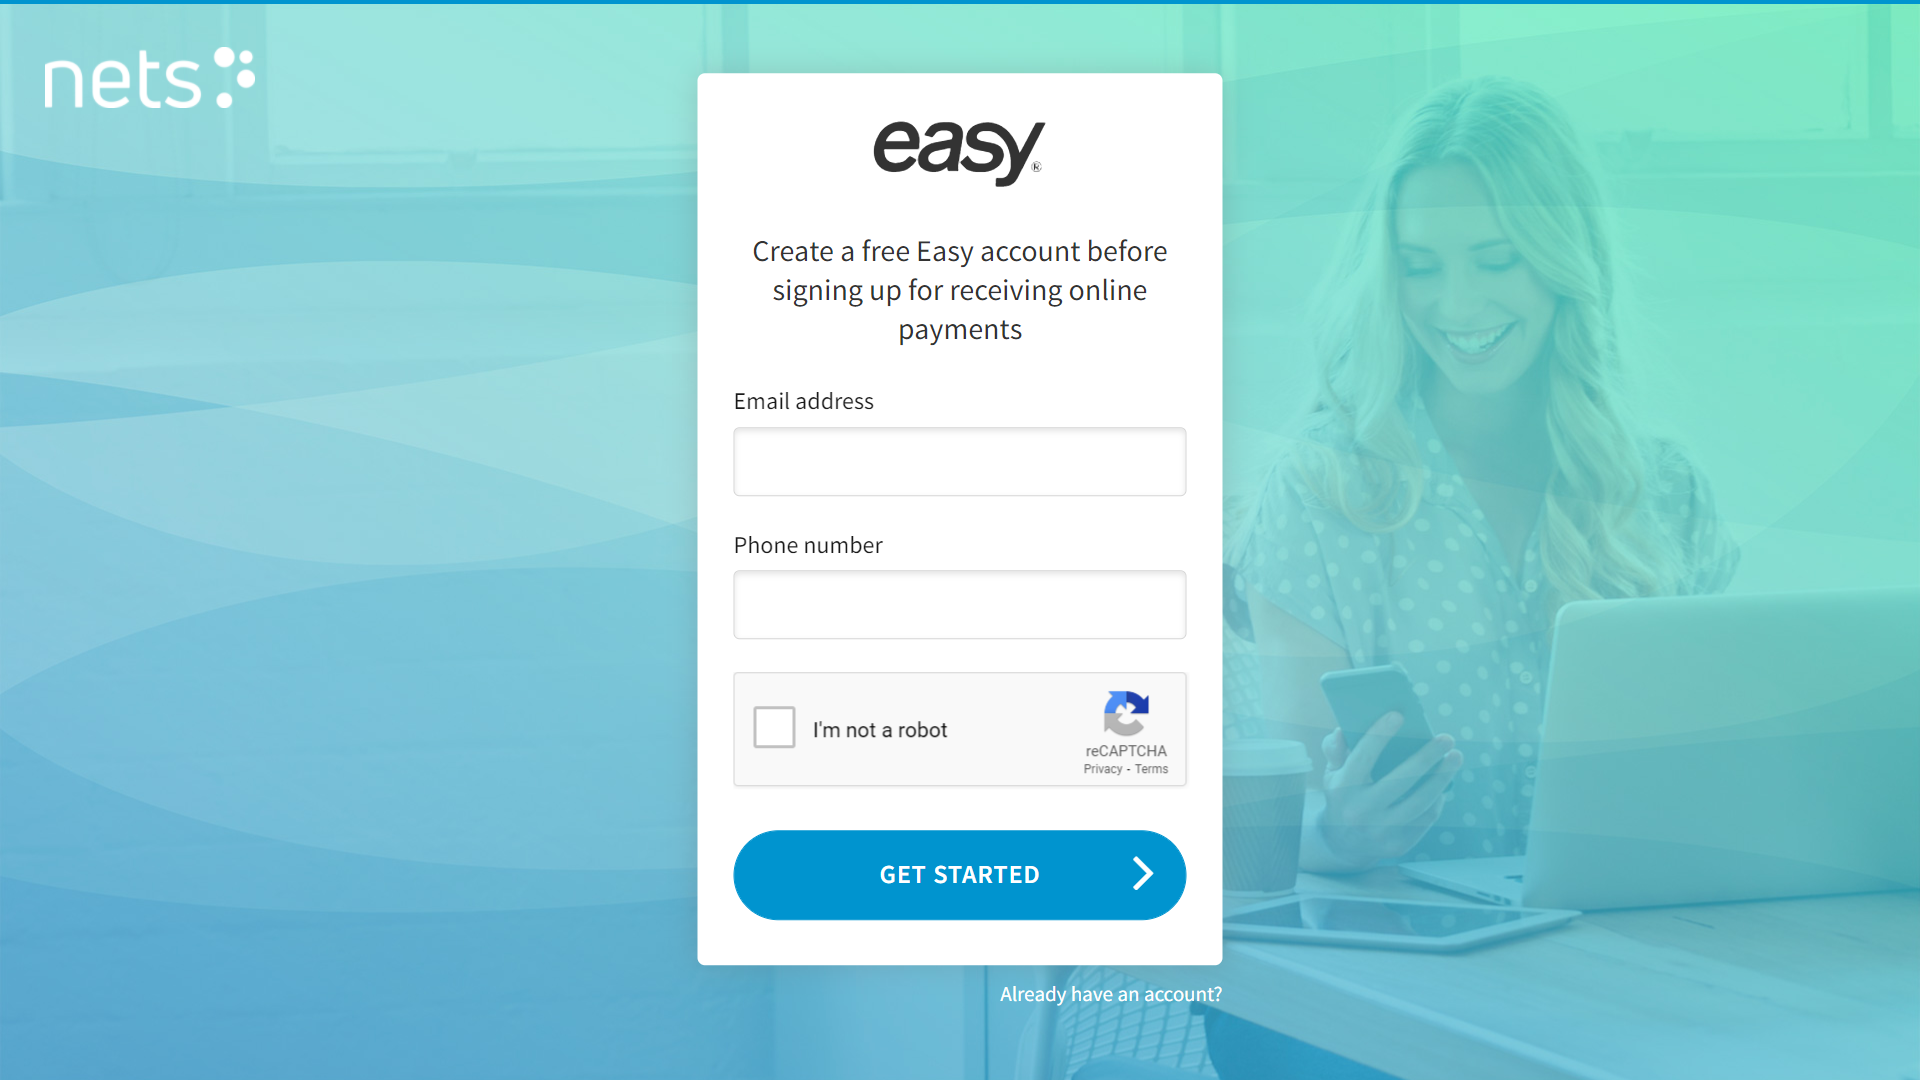 nets
easy®
Create a free Easy account before
signing up for receiving online
payments
Email address
Phone number
I'm not a robot
reCAPTCHA
Privacy - Terms
GET STARTED
Already have an account?